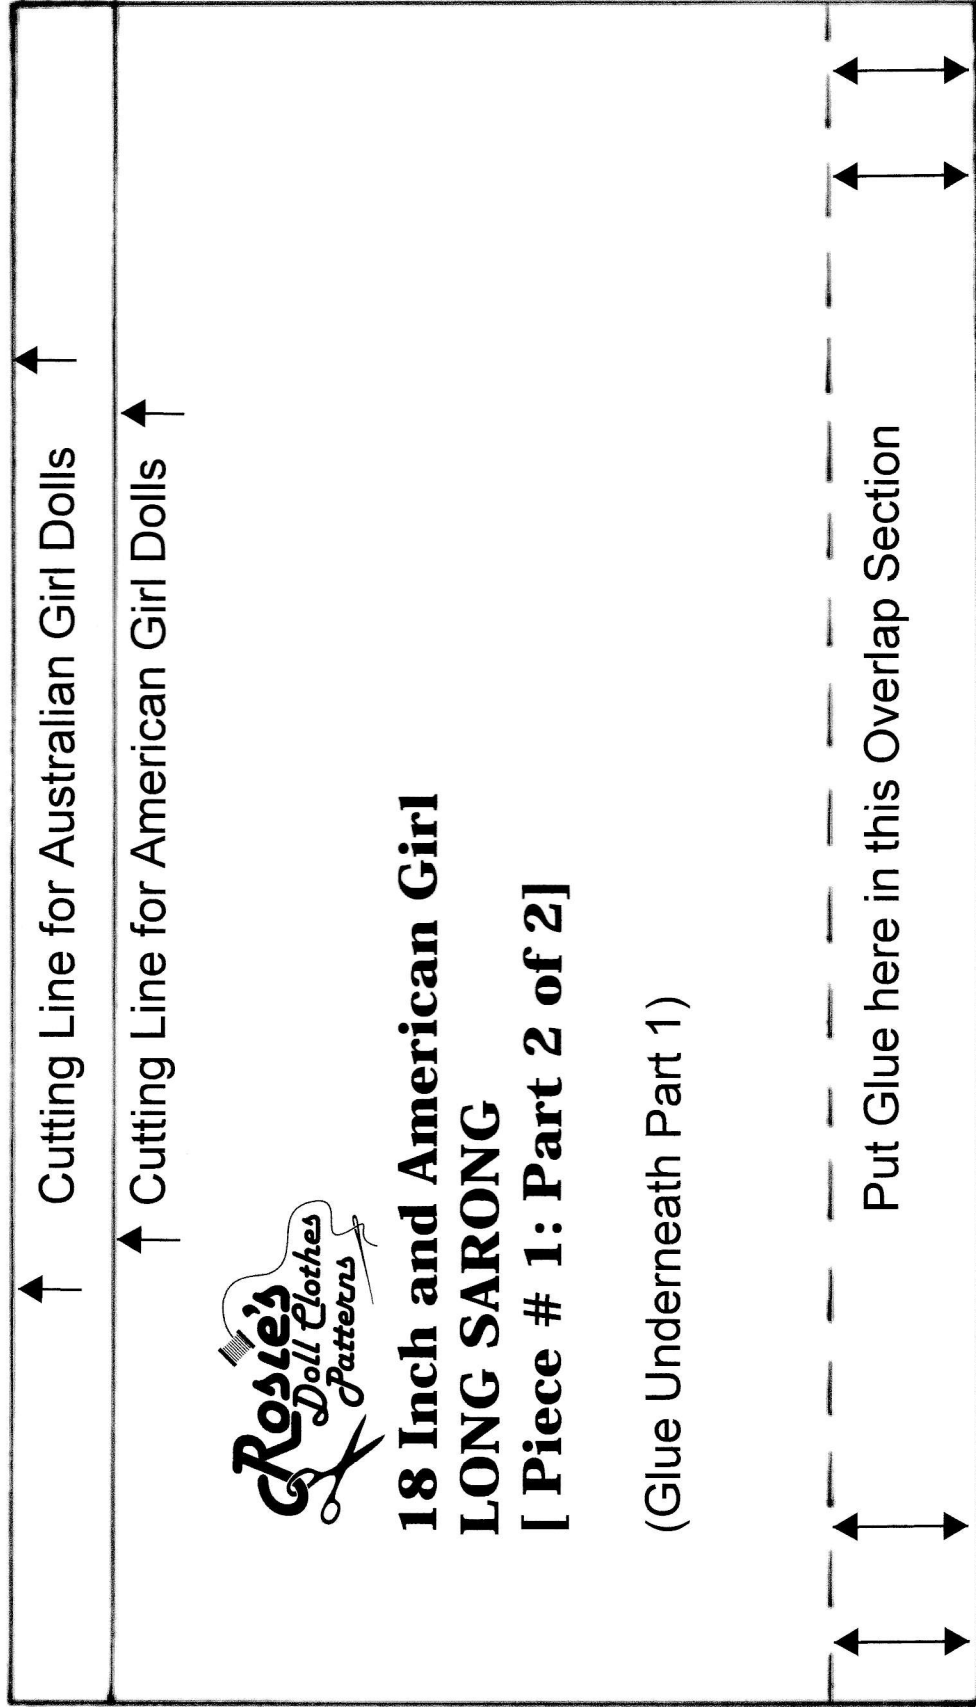 Cutting Line for Australian Girl Dolls
Cutting Line for American Girl Dolls
Rosie's
Doll Clothes
Patterns
18 Inch and American Girl
LONG SARONG
[ Piece # 1: Part 2 of 2]
(Glue Underneath Part 1)
Put Glue here in this Overlap Section